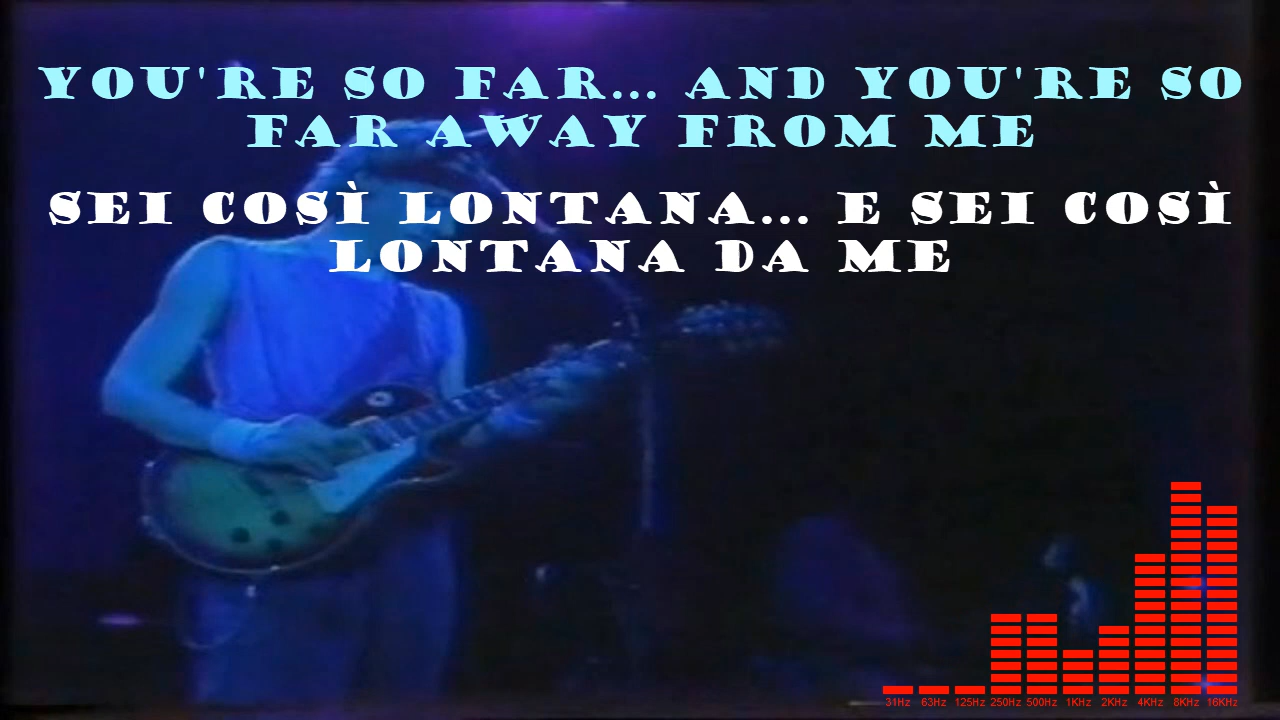 YOU'RE SO FAR... AND YOU'RE SO
FAR AWAY FROM ME
SEI COSÌ LONTANA... E SEI COSÌ
LONTANA DA ME
31Hz 63Hz 125Hz 250Hz 500Hz 1KHz 2KHz 4KHz 8KHz 16KHz